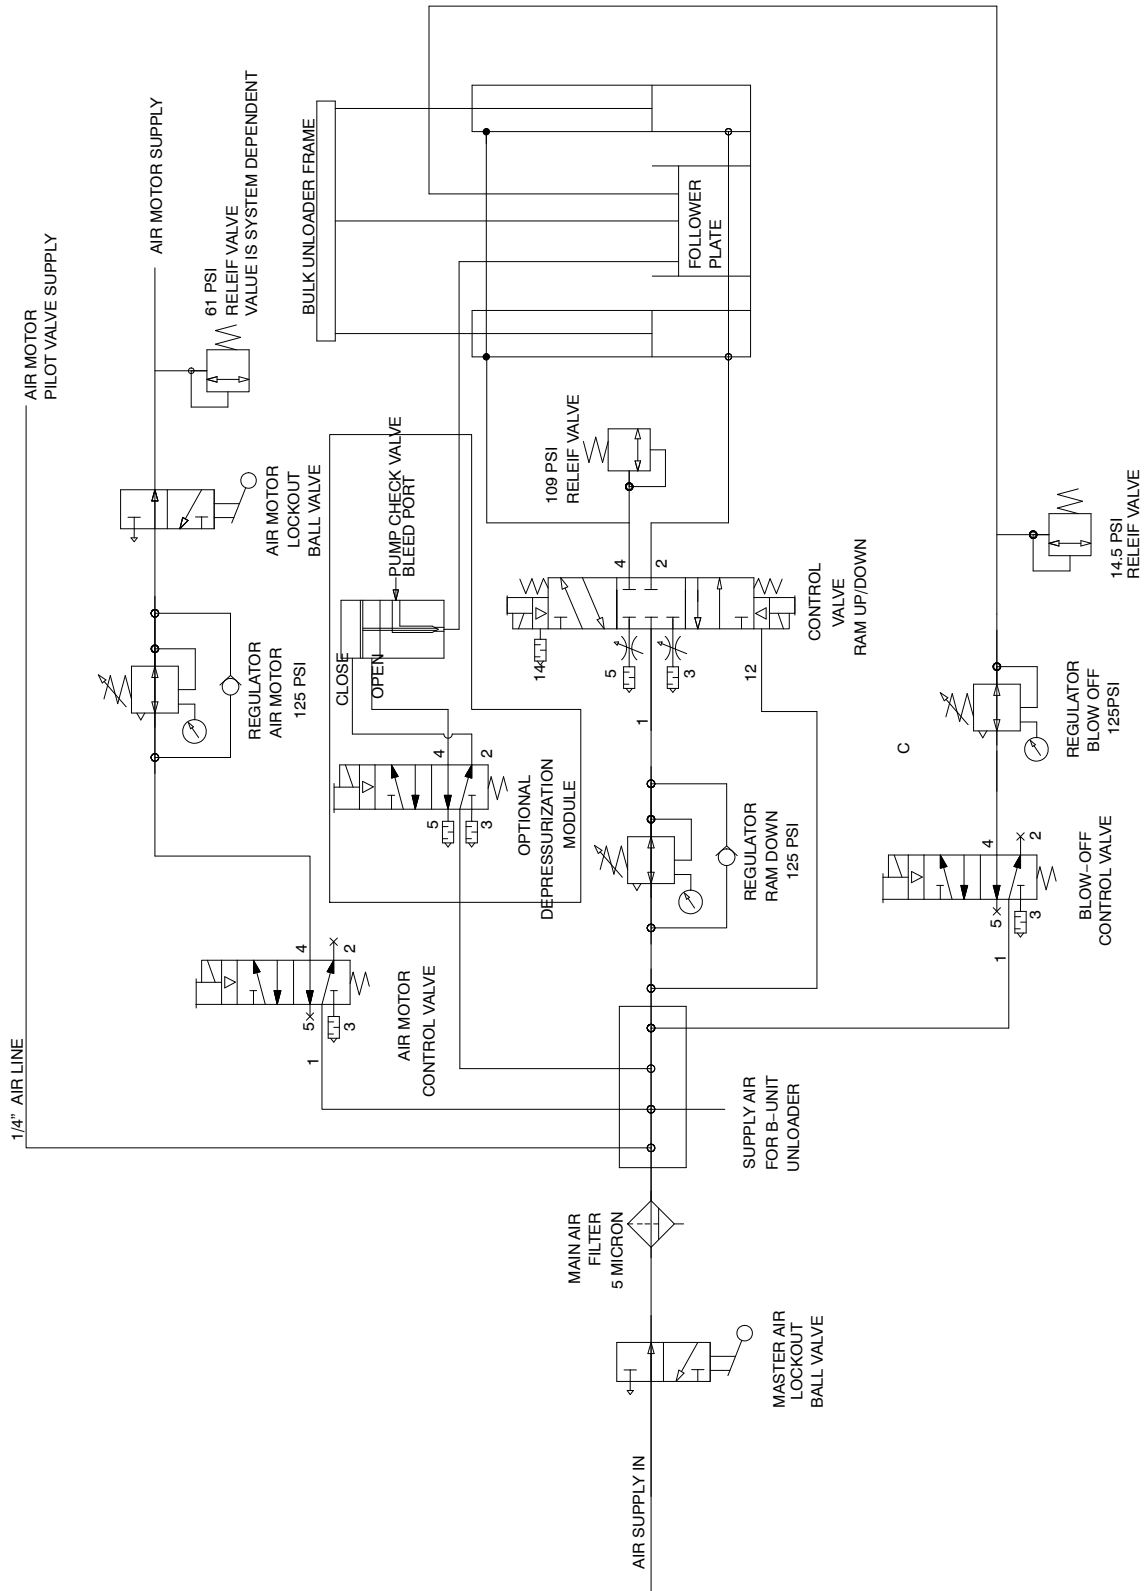 AIR SUPPLY IN
MASTER AIR
LOCKOUT
BALL VALVE
MAIN AIR
FILTER
5 MICRON
SUPPLY AIR
FOR B-UNIT
UNLOADER
1/4" AIR LINE
AIR MOTOR
PILOT VALVE SUPPLY
1
5
3
4
2
AIR MOTOR
CONTROL VALVE
REGULATOR
AIR MOTOR
125 PSI
AIR MOTOR
LOCKOUT
BALL VALVE
AIR MOTOR SUPPLY
61 PSI
RELEIF VALVE
VALUE IS SYSTEM DEPENDENT
5
3
4
2
OPTIONAL
DEPRESSURIZATION
MODULE
CLOSE
OPEN
PUMP CHECK VALVE
BLEED PORT
REGULATOR
RAM DOWN
125 PSI
1
14
5
3
12
4
2
CONTROL
VALVE
RAM UP/DOWN
109 PSI
RELEIF VALVE
BULK UNLOADER FRAME
FOLLOWER
PLATE
1
5
3
4
2
BLOW-OFF
CONTROL VALVE
C
REGULATOR
BLOW OFF
125PSI
14.5 PSI
RELEIF VALVE